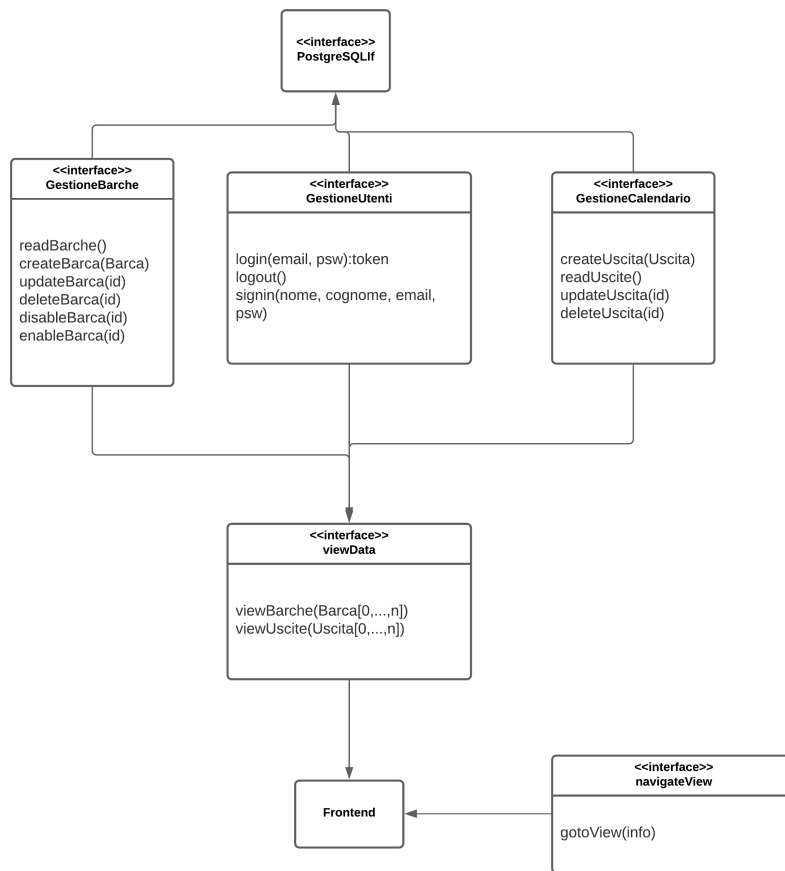 <<interface>>
PostgreSQLIf
<<interface>>
GestioneBarche
readBarche()
createBarca(Barca)
updateBarca(id)
deleteBarca(id)
disableBarca(id)
enableBarca(id)
<<interface>>
GestioneUtenti
login(email, psw):token
logout()
signin(nome, cognome, email,
psw)
<<interface>>
GestioneCalendario
createUscita(Uscita)
readUscite()
updateUscita(id)
deleteUscita(id)
<<interface>>
viewData
viewBarche(Barca[0,...,n])
viewUscite(Uscita[0,...,n])
Frontend
<<interface>>
navigateView
gotoView(info)